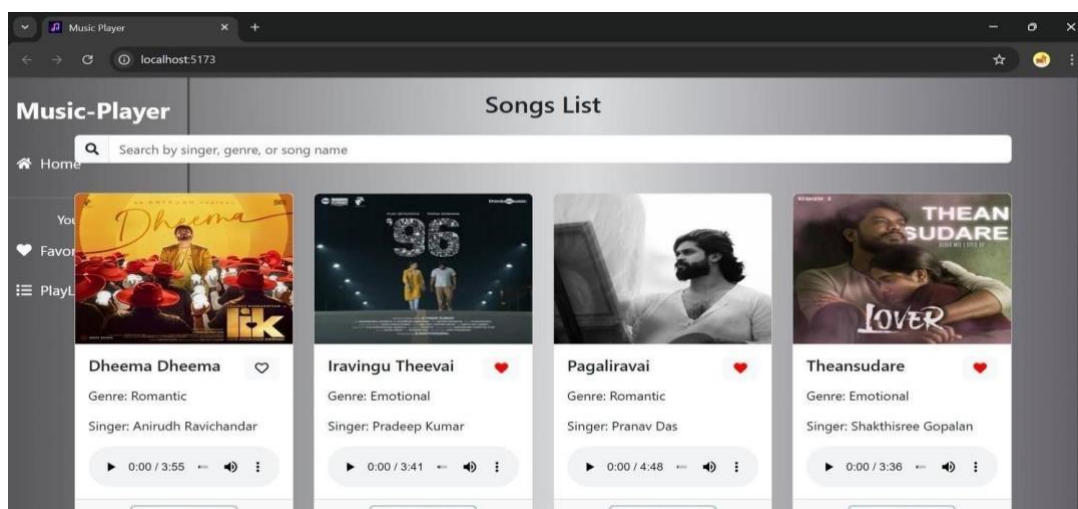 Music Player
localhost:5173
Music-Player
Songs List
Search by singer, genre, or song name
Home
You
Favor
PlayL
Dheema
lik
'96
THEAN
SUDARE
LOVER
Dheema Dheema
Iravingu Theevai
Pagaliravai
Theansudare
Genre: Romantic
Genre: Emotional
Genre: Romantic
Genre: Emotional
Singer: Anirudh Ravichandar
Singer: Pradeep Kumar
Singer: Pranav Das
Singer: Shakthisree Gopalan
0:00 / 3:55
0:00 / 3:41
0:00 / 4:48
0:00 / 3:36